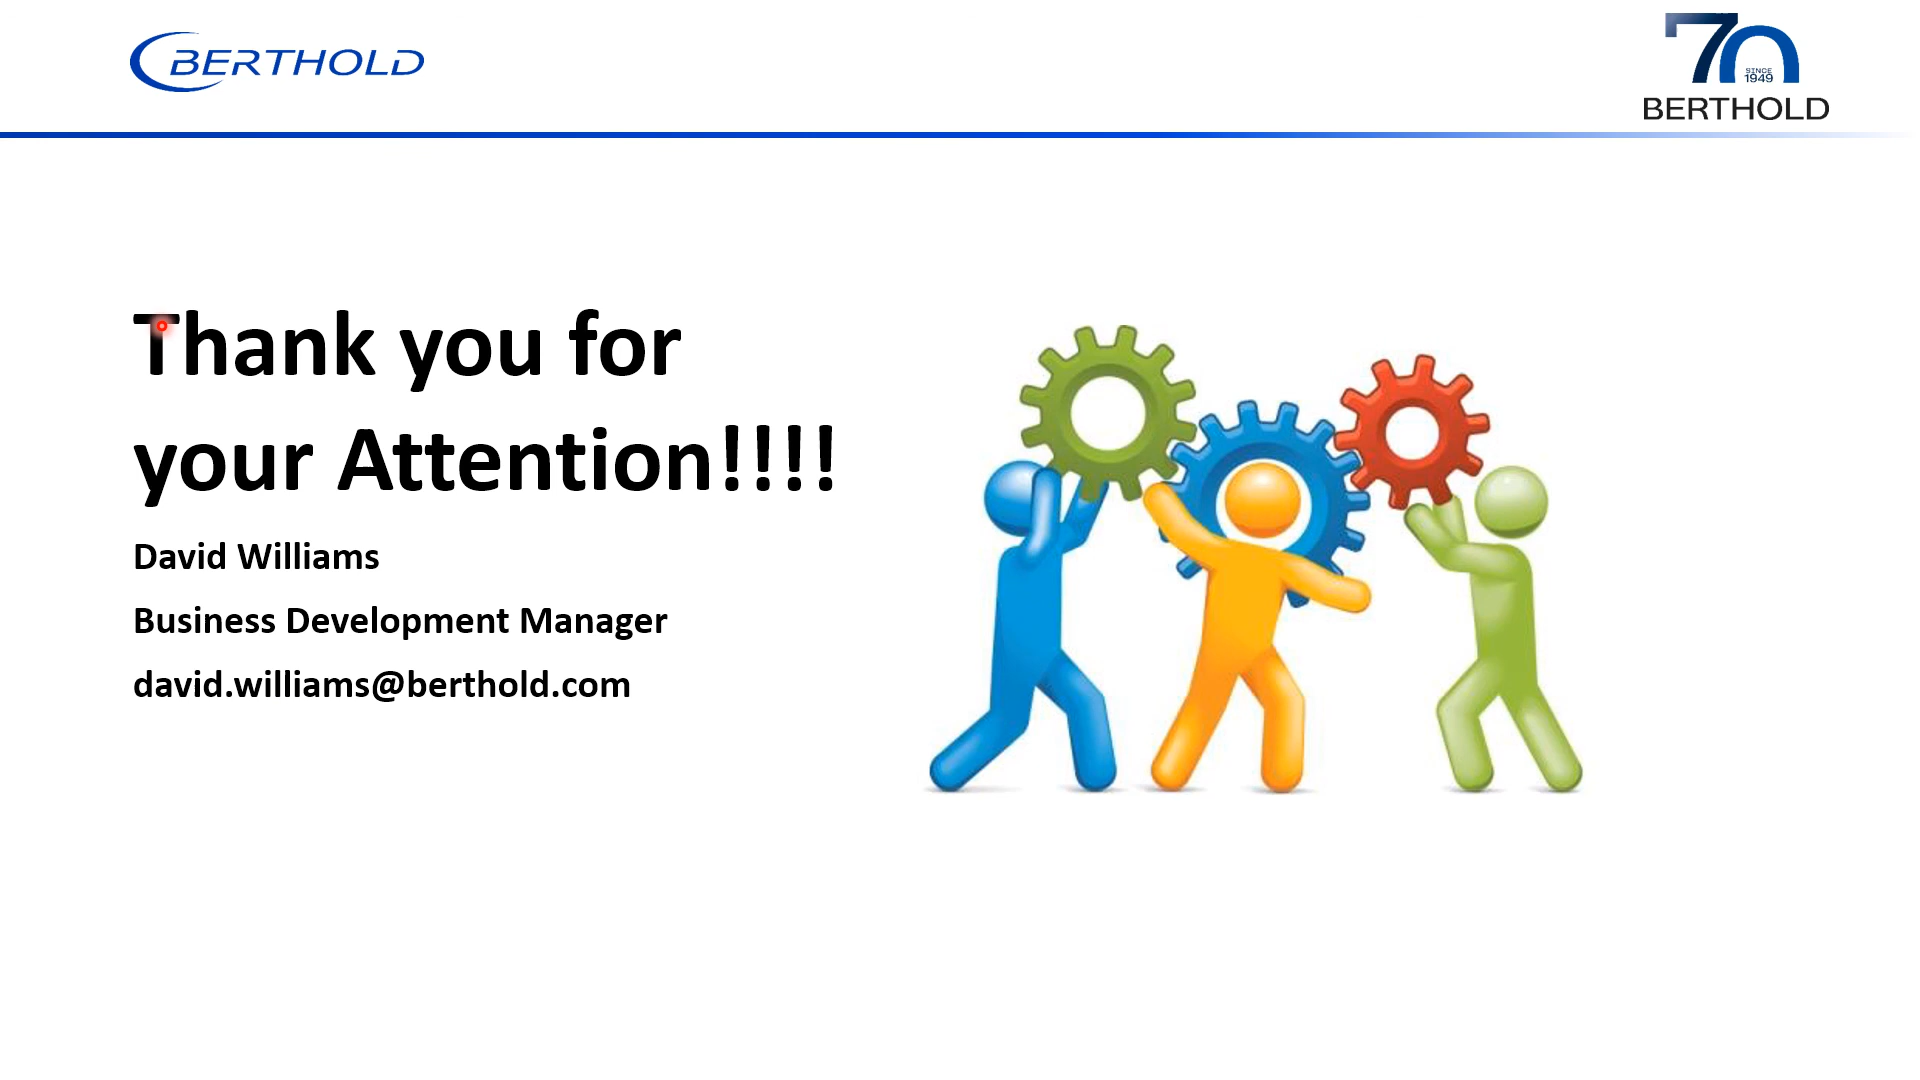 BERTHOLD
70
SINCE
1949
BERTHOLD
Thank you for
your Attention!!!!
David Williams
Business Development Manager
david.williams@berthold.com